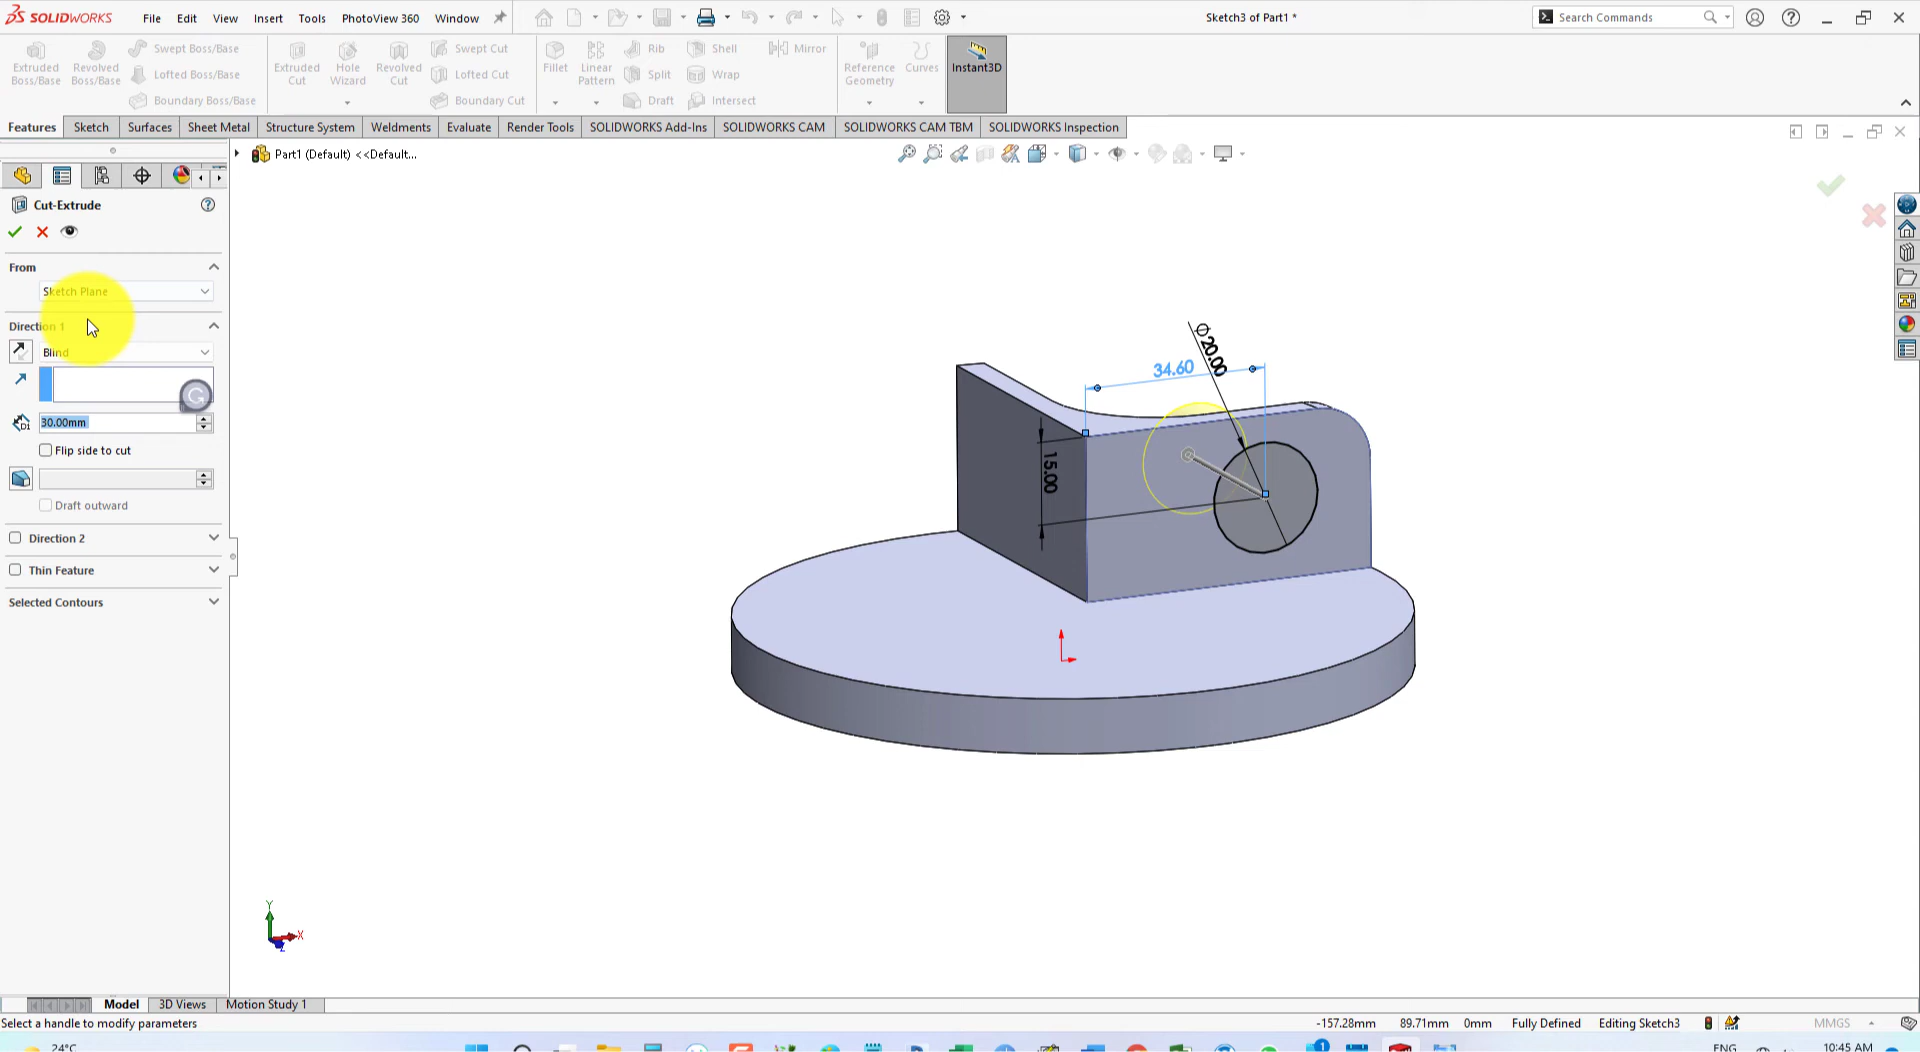 SOLIDWORKS File Edit View Insert Tools PhotoView 360 Window Sketch3 of Part1 * Search Commands
Extruded Boss/Base Revolved Boss/Base Swept Boss/Base Extruded Cut Hole Wizard Revolved Cut Swept Cut Fillet Linear Pattern Rib Shell Mirror Reference Geometry Curves Instant3D
Lofted Boss/Base Lofted Cut Split Wrap
Boundary Boss/Base Boundary Cut Draft Intersect
Features Sketch Surfaces Sheet Metal Structure System Weldments Evaluate Render Tools SOLIDWORKS Add-Ins SOLIDWORKS CAM SOLIDWORKS CAM TBM SOLIDWORKS Inspection
Part1 (Default) <<Default...
Cut-Extrude
From
Sketch Plane
Direction 1
Blind
D1
30.00mm
Flip side to cut
Draft outward
Direction 2
Thin Feature
Selected Contours
∅20.00
34.60
15.00
Y
X
Z
Model 3D Views Motion Study 1
Select a handle to modify parameters -157.28mm 89.71mm 0mm Fully Defined Editing Sketch3 MMGS
24°C 1 ENG 10:45 AM